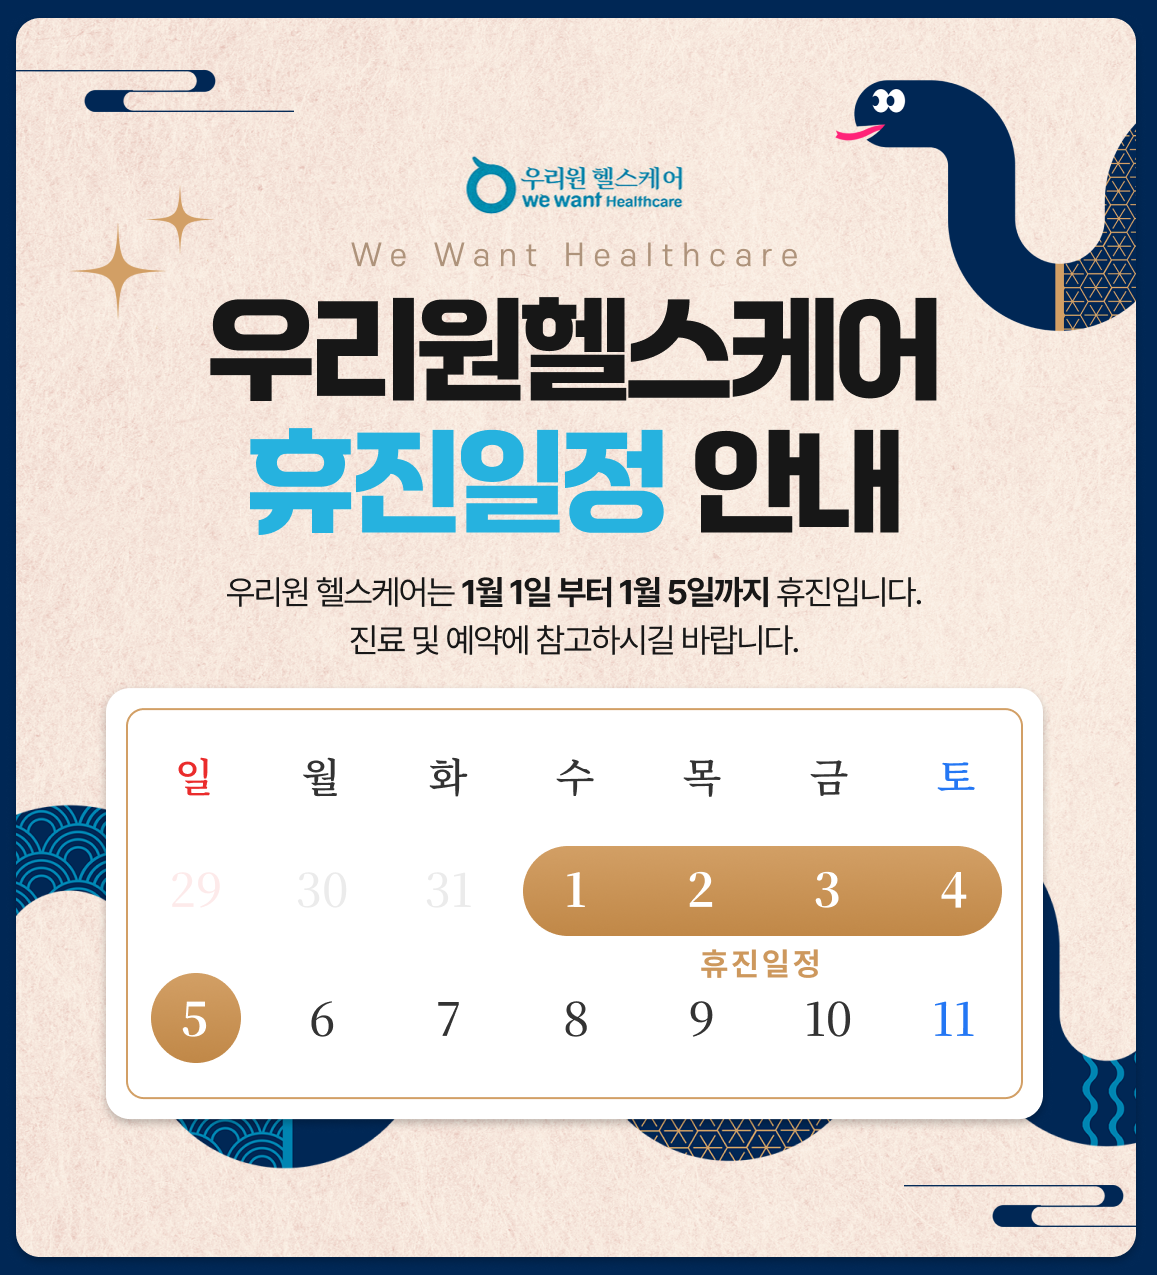 우리원 헬스케어
we want Healthcare
We Want Healthcare
우리원헬스케어
휴진일정 안내
우리원 헬스케어는 1월 1일 부터 1월 5일까지 휴진입니다.
진료 및 예약에 참고하시길 바랍니다.
일 월 화 수 목 금 토
29 30 31 1 2 3 4
휴진일정
5 6 7 8 9 10 11